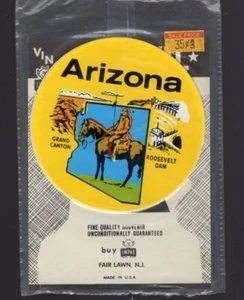 SALE PRICE
35¢
VIN
Arizona
GRAND
CANYON
ROOSEVELT
DAM
FINE QUALITY SOUVENIR
UNCONDITIONALLY GUARANTEED
buy IMPKO
FAIR LAWN, N.J.
MADE IN U.S.A.